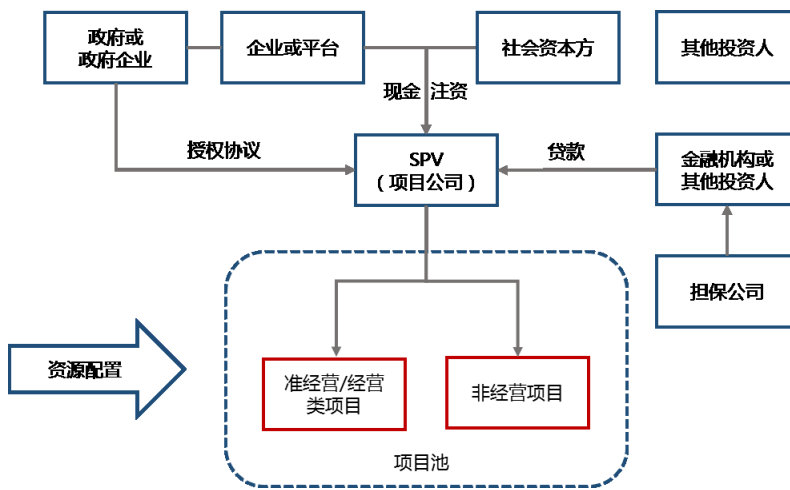 政府或
政府企业
企业或平台
社会资本方
其他投资人
现金 注资
授权协议
SPV
（项目公司）
贷款
金融机构或
其他投资人
担保公司
资源配置
准经营/经营
类项目
非经营项目
项目池